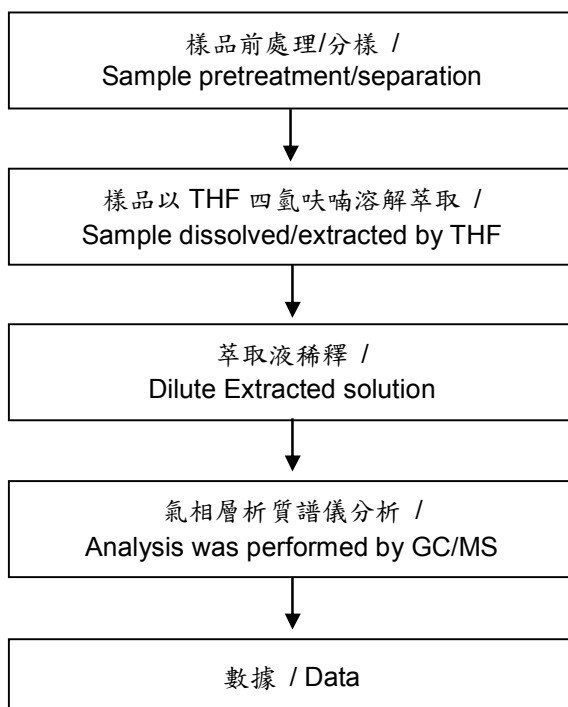 樣品前處理/分樣 /
Sample pretreatment/separation
樣品以 THF 四氫呋喃溶解萃取 /
Sample dissolved/extracted by THF
萃取液稀釋 /
Dilute Extracted solution
氣相層析質譜儀分析 /
Analysis was performed by GC/MS
數據 / Data